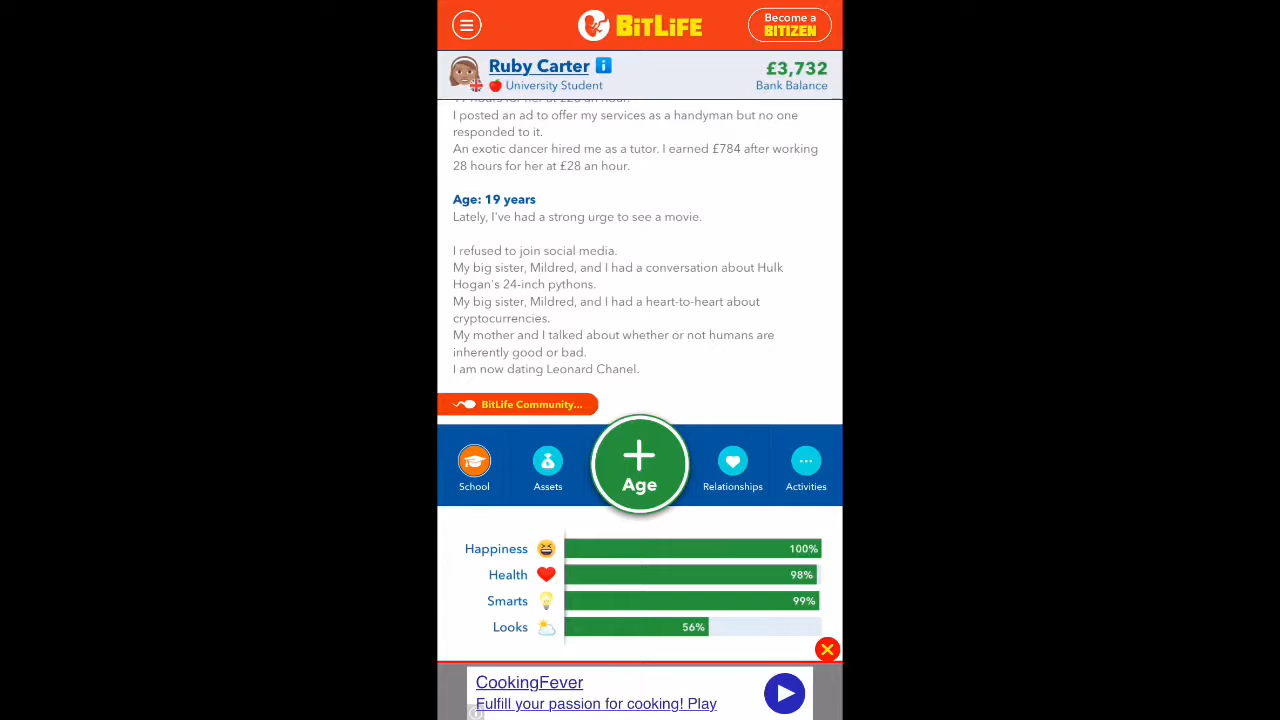 BITLIFE
Become a
BITIZEN
Ruby Carter
University Student
£3,732
Bank Balance
I posted an ad to offer my services as a handyman but no one
responded to it.
An exotic dancer hired me as a tutor. I earned £784 after working
28 hours for her at £28 an hour.
Age: 19 years
Lately, I've had a strong urge to see a movie.
I refused to join social media.
My big sister, Mildred, and I had a conversation about Hulk
Hogan's 24-inch pythons.
My big sister, Mildred, and I had a heart-to-heart about
cryptocurrencies.
My mother and I talked about whether or not humans are
inherently good or bad.
I am now dating Leonard Chanel.
BitLife Community...
School
Assets
Age
Relationships
Activities
Happiness 100%
Health 98%
Smarts 99%
Looks 56%
CookingFever
Fulfill your passion for cooking! Play